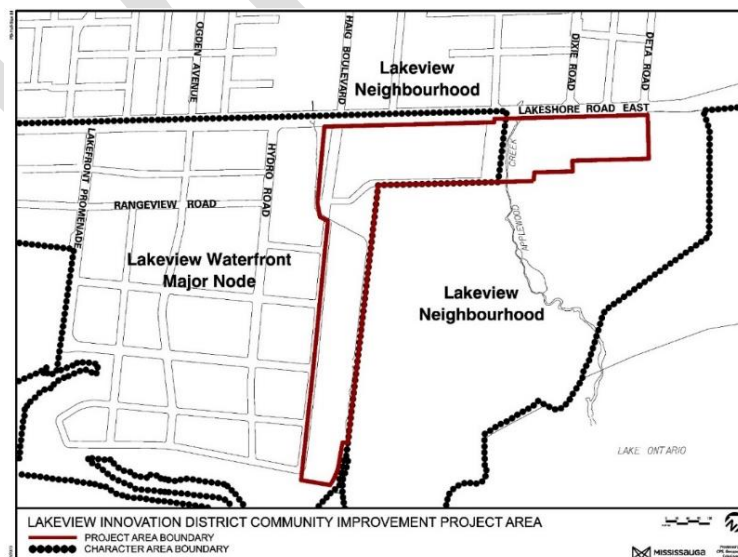 OGDEN AVENUE
HAIG BOULEVARD
DIXIE ROAD
DETA ROAD
Lakeview
Neighbourhood
LAKESHORE ROAD EAST
LAKEFRONT PROMENADE
HYDRO ROAD
CREEK
APPLEWOOD
RANGEVIEW ROAD
Lakeview Waterfront
Major Node
Lakeview
Neighbourhood
LAKE ONTARIO
LAKEVIEW INNOVATION DISTRICT COMMUNITY IMPROVEMENT PROJECT AREA
PROJECT AREA BOUNDARY
CHARACTER AREA BOUNDARY
MISSISSAUGA